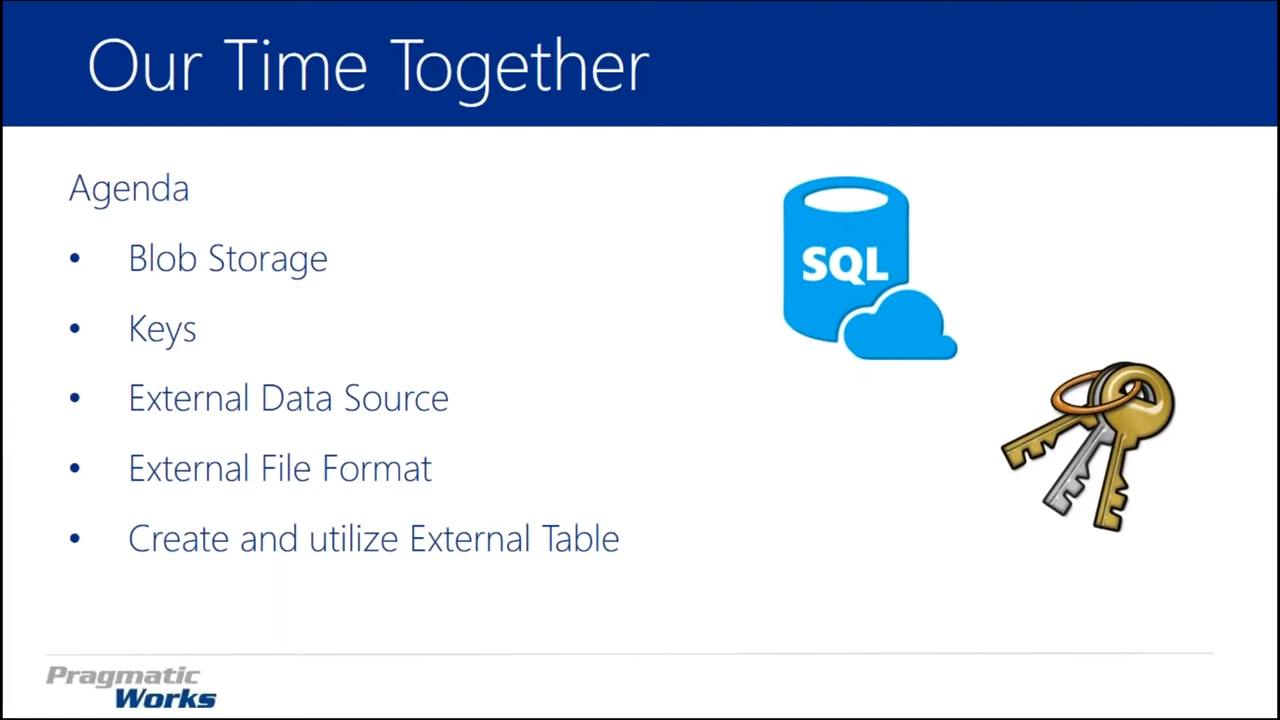 Our Time Together
Agenda
• Blob Storage
• Keys
• External Data Source
• External File Format
• Create and utilize External Table
SQL
Pragmatic
Works